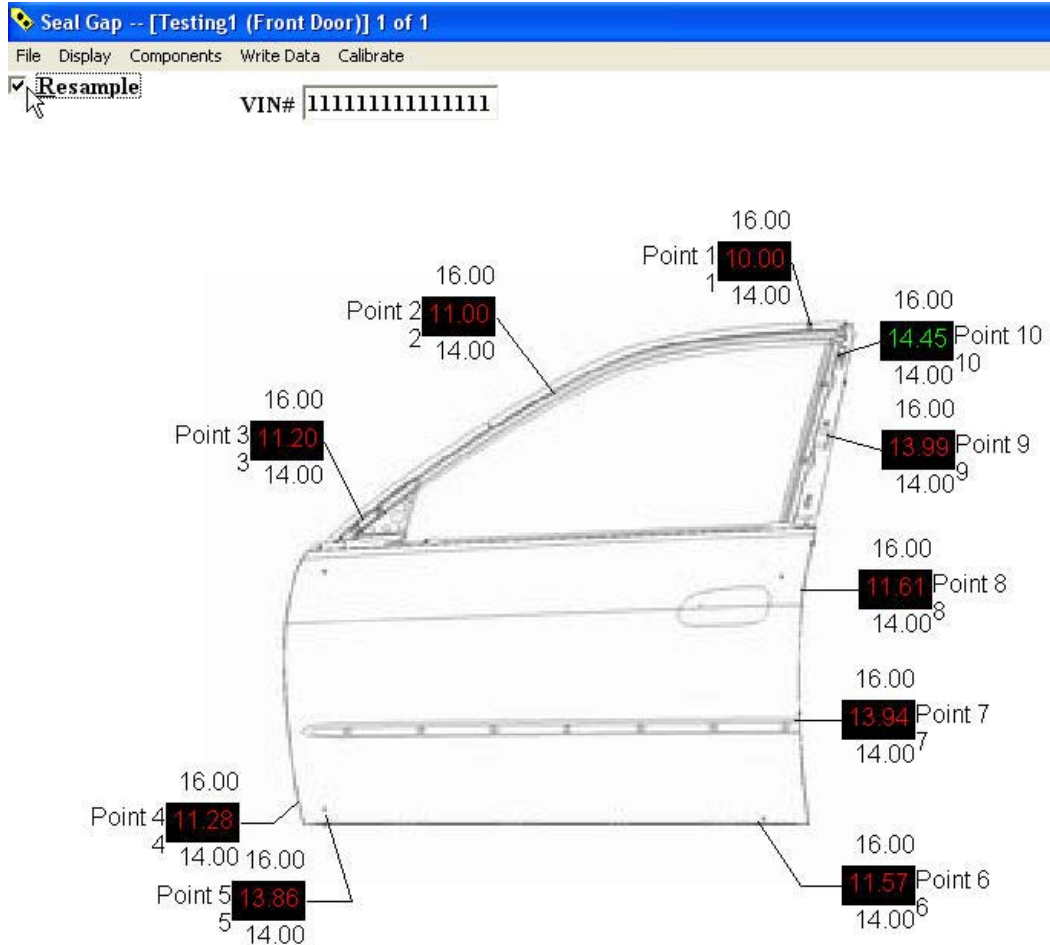 Seal Gap -- [Testing1 (Front Door)] 1 of 1
File Display Components Write Data Calibrate
Resample
VIN# 111111111111111
16.00
Point 1 10.00
1 14.00
16.00
Point 2 11.00
2 14.00
16.00
14.45 Point 10
14.00 10
16.00
Point 3 11.20
3 14.00
16.00
13.99 Point 9
14.00 9
16.00
11.61 Point 8
14.00 8
16.00
13.94 Point 7
14.00 7
16.00
Point 4 11.28
4 14.00
16.00
Point 5 13.86
5 14.00
16.00
11.57 Point 6
14.00 6